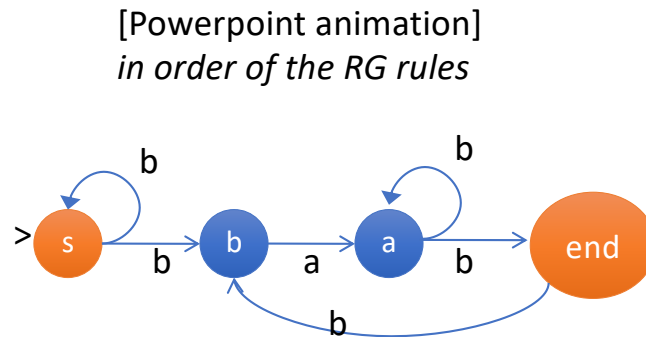 [Powerpoint animation]
in order of the RG rules
b
b
>
s
b
a
end
b
a
b
b